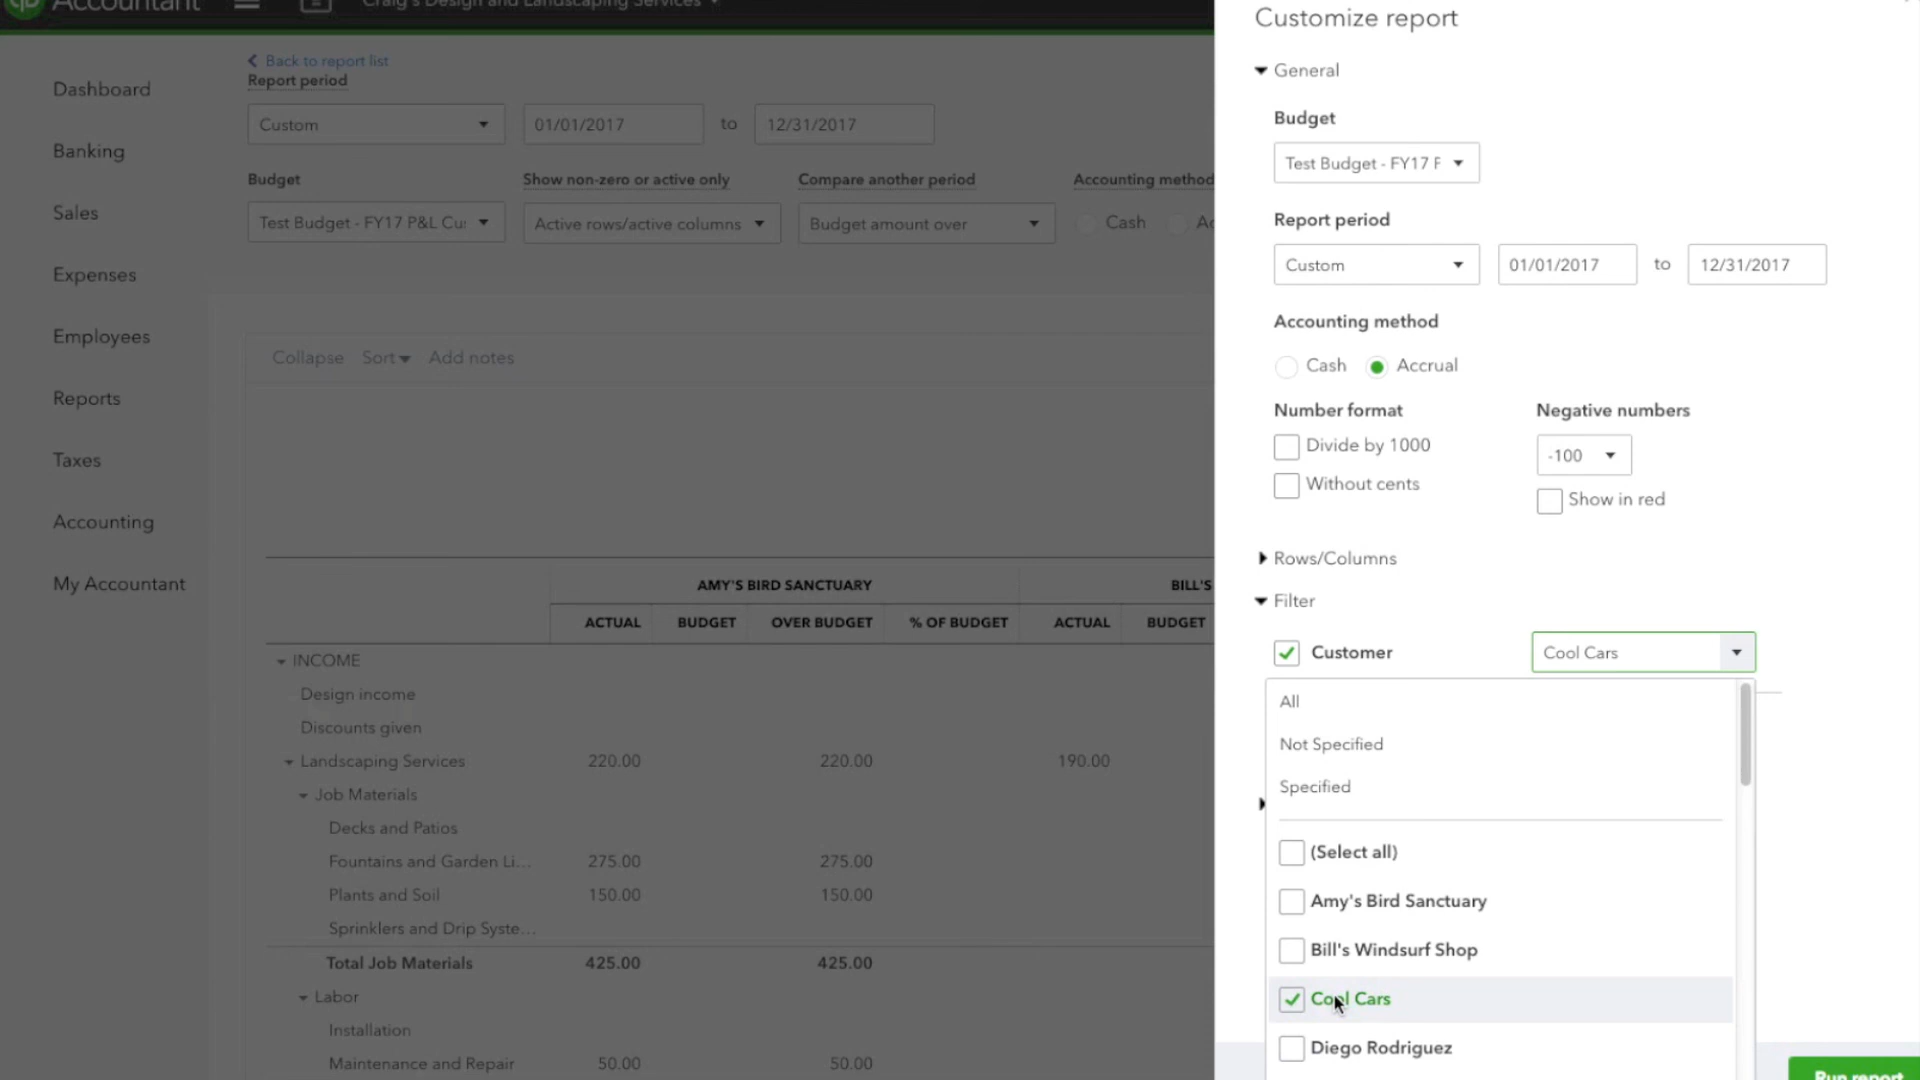 Accountant
Craig's Design and Landscaping Services
Dashboard
Banking
Sales
Expenses
Employees
Reports
Taxes
Accounting
My Accountant
Back to report list
Report period
Custom
01/01/2017
to
12/31/2017
Budget
Show non-zero or active only
Compare another period
Accounting method
Test Budget - FY17 P&L Cu
Active rows/active columns
Budget amount over
Cash
Ac
Collapse
Sort
Add notes
AMY'S BIRD SANCTUARY
BILL'S
ACTUAL
BUDGET
OVER BUDGET
% OF BUDGET
ACTUAL
BUDGET
INCOME
Design income
Discounts given
Landscaping Services 220.00 220.00 190.00
Job Materials
Decks and Patios
Fountains and Garden Li... 275.00 275.00
Plants and Soil 150.00 150.00
Sprinklers and Drip Syste...
Total Job Materials 425.00 425.00
Labor
Installation
Maintenance and Repair 50.00 50.00
Customize report
General
Budget
Test Budget - FY17 P
Report period
Custom
01/01/2017
to
12/31/2017
Accounting method
Cash
Accrual
Number format
Negative numbers
Divide by 1000
-100
Without cents
Show in red
Rows/Columns
Filter
Customer
Cool Cars
All
Not Specified
Specified
(Select all)
Amy's Bird Sanctuary
Bill's Windsurf Shop
Cool Cars
Diego Rodriguez
Run report